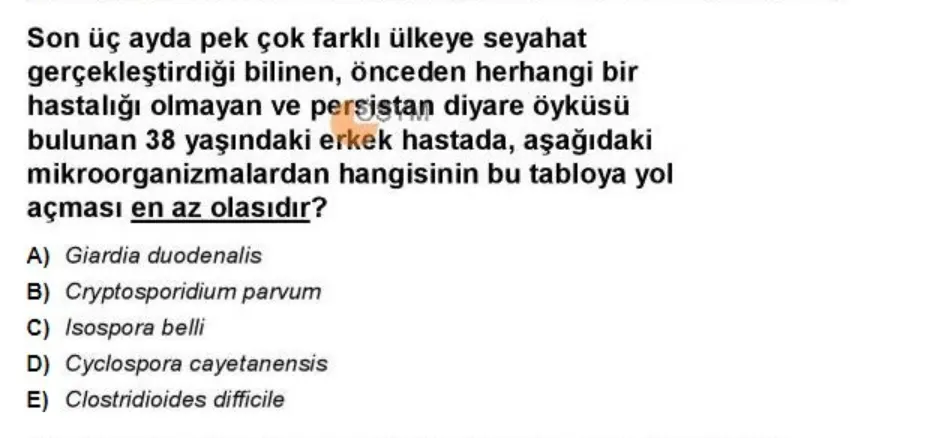 Son üç ayda pek çok farklı ülkeye seyahat
gerçekleştirdiği bilinen, önceden herhangi bir
hastalığı olmayan ve persistan diyare öyküsü
bulunan 38 yaşındaki erkek hastada, aşağıdaki
mikroorganizmalardan hangisinin bu tabloya yol
açması en az olasıdır?
A) Giardia duodenalis
B) Cryptosporidium parvum
C) Isospora belli
D) Cyclospora cayetanensis
E) Clostridioides difficile